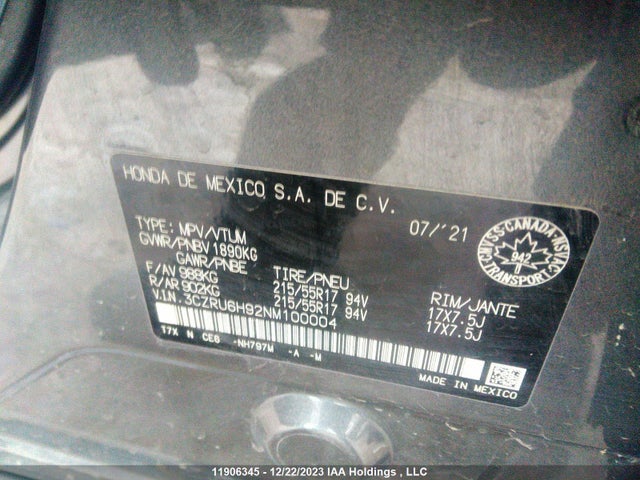 HONDA DE MEXICO S.A. DE C.V.
07/'21
TYPE: MPV/VTUM
GVWR/PNBV 1890KG
GAWR/PNBE TIRE/PNEU RIM/JANTE
F/AV 988KG 215/55R17 94V 17X7.5J
R/AR 902KG 215/55R17 94V 17X7.5J
V.I.N. 3CZRU6H92NM100004
17X N CE6 -NH797M -A -M
MADE IN MEXICO
CANADA
942
TRANSPORT
11906345 - 12/22/2023 IAA Holdings , LLC